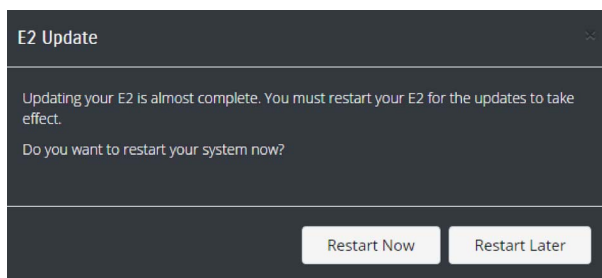 E2 Update
Updating your E2 is almost complete. You must restart your E2 for the updates to take
effect.
Do you want to restart your system now?
Restart Now
Restart Later